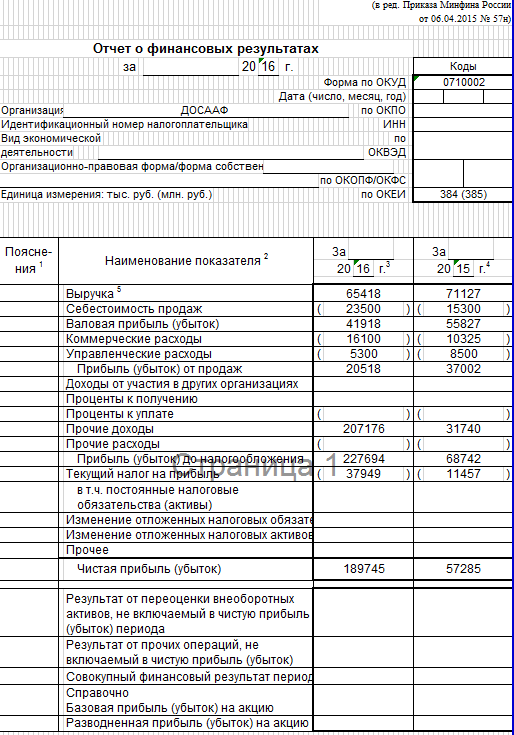 (в ред. Приказа Минфина России
от 06.04.2015 № 57н)
Отчет о финансовых результатах
за 20 16 г.
Коды
Форма по ОКУД 0710002
Дата (число, месяц, год)
Организация ДОСААФ по ОКПО
Идентификационный номер налогоплательщика ИНН
Вид экономической по
деятельности ОКВЭД
Организационно-правовая форма/форма собствен
по ОКОПФ/ОКФС
Единица измерения: тыс. руб. (млн. руб.) по ОКЕИ 384 (385)
Поясне-
ния 1 Наименование показателя 2 За 20 16 г.3 За 20 15 г.4
Выручка 5 65418 71127
Себестоимость продаж ( 23500 ) ( 15300 )
Валовая прибыль (убыток) 41918 55827
Коммерческие расходы ( 16100 ) ( 10325 )
Управленческие расходы ( 5300 ) ( 8500 )
Прибыль (убыток) от продаж 20518 37002
Доходы от участия в других организациях
Проценты к получению
Проценты к уплате ( ) ( )
Прочие доходы 207176 31740
Прочие расходы ( ) ( )
Прибыль (убыток) до налогообложения 227694 68742
Страница 1
Текущий налог на прибыль ( 37949 ) ( 11457 )
в т.ч. постоянные налоговые
обязательства (активы)
Изменение отложенных налоговых обязате
Изменение отложенных налоговых активов
Прочее
Чистая прибыль (убыток) 189745 57285
Результат от переоценки внеоборотных
активов, не включаемый в чистую прибыль
(убыток) периода
Результат от прочих операций, не
включаемый в чистую прибыль (убыток)
Совокупный финансовый результат период
Справочно
Базовая прибыль (убыток) на акцию
Разводненная прибыль (убыток) на акцию